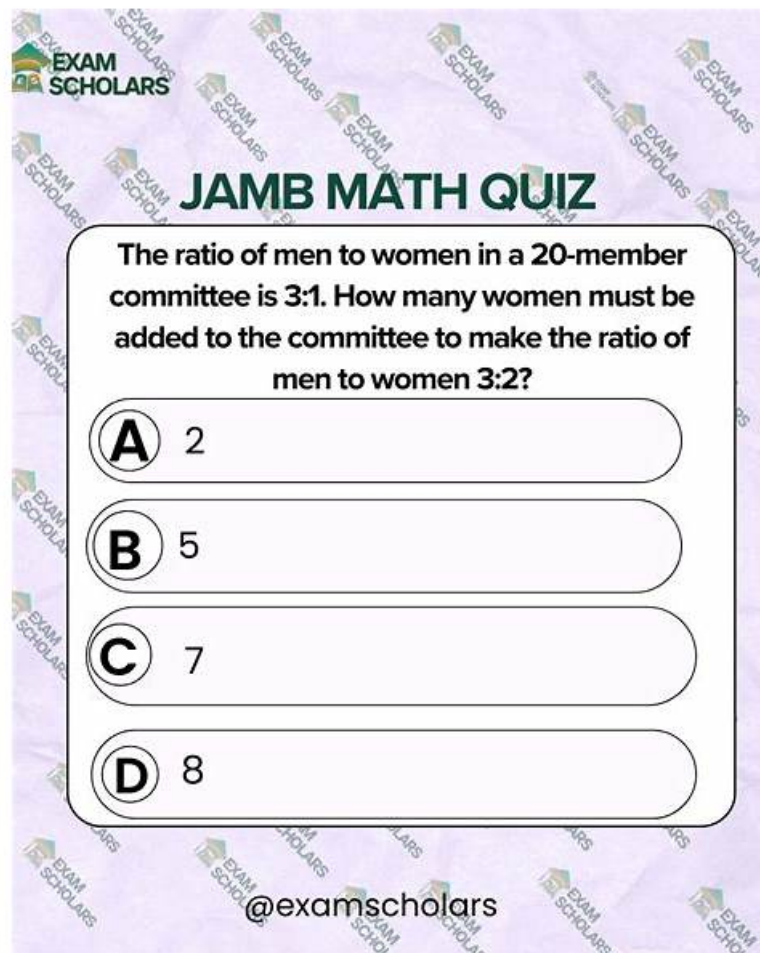 EXAM
SCHOLARS
JAMB MATH QUIZ
The ratio of men to women in a 20-member
committee is 3:1. How many women must be
added to the committee to make the ratio of
men to women 3:2?
A 2
B 5
C 7
D 8
@examscholars